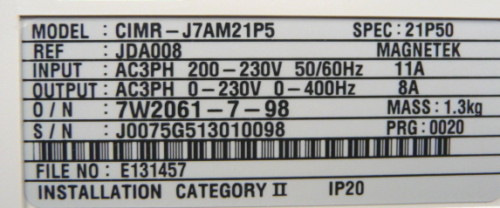 MODEL : CIMR-J7AM21P5 SPEC: 21P50
REF : JDA008 MAGNETEK
INPUT : AC3PH 200-230V 50/60Hz 11A
OUTPUT: AC3PH 0-230V 0-400Hz 8A
O/N : 7W2061-7-98 MASS: 1.3kg
S/N : J0075G513010098 PRG: 0020
FILE NO : E131457
INSTALLATION CATEGORY II IP20